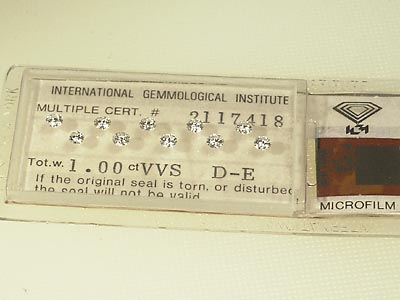 INTERNATIONAL GEMMOLOGICAL INSTITUTE
MULTIPLE CERT. # 2117418
Tot.w. 1.00 ct VVS D-E
If the original seal is torn, or disturbed
the seal will not be valid
IGI
MICROFILM